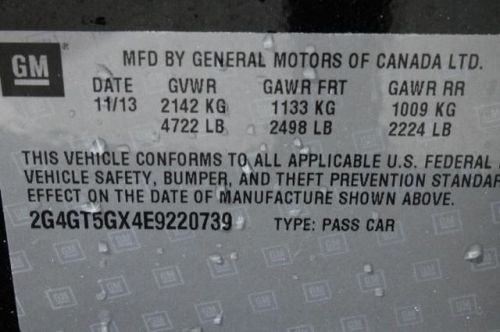 GM
MFD BY GENERAL MOTORS OF CANADA LTD.
DATE GVWR GAWR FRT GAWR RR
11/13 2142 KG 1133 KG 1009 KG
4722 LB 2498 LB 2224 LB
THIS VEHICLE CONFORMS TO ALL APPLICABLE U.S. FEDERAL
VEHICLE SAFETY, BUMPER, AND THEFT PREVENTION STANDAR
EFFECT ON THE DATE OF MANUFACTURE SHOWN ABOVE.
2G4GT5GX4E9220739 TYPE: PASS CAR